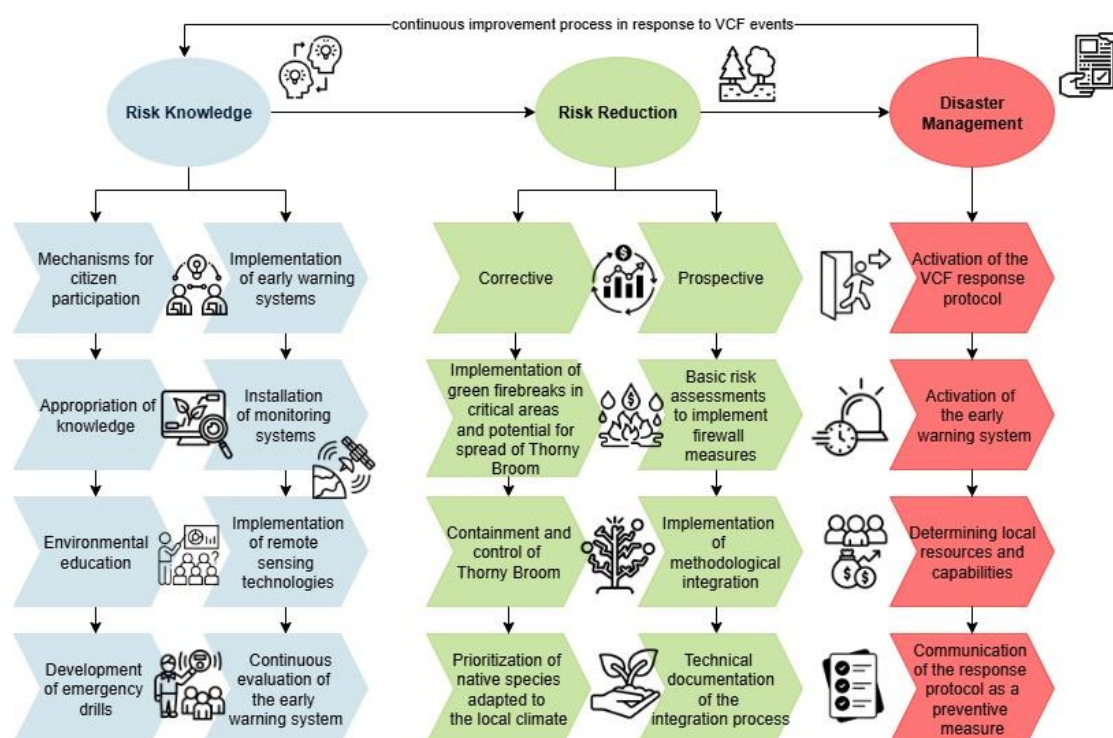 continuous improvement process in response to VCF events
Risk Knowledge
Risk Reduction
Disaster
Management
Mechanisms for
citizen
participation
Implementation
of early warning
systems
Corrective
Prospective
Activation of the
VCF response
protocol
Appropriation of
knowledge
Installation
of monitoring
systems
Implementation of
green firebreaks in
critical areas
and potential for
spread of Thorny
Broom
Basic risk
assessments
to implement
firewall
measures
Activation of
the early
warning system
Environmental
education
Implementation
of remote
sensing
technologies
Containment and
control of
Thorny Broom
Implementation
of
methodological
integration
Determining local
resources and
capabilities
Development
of emergency
drills
Continuous
evaluation of
the early
warning system
Prioritization of
native species
adapted to
the local climate
Technical
documentation
of the
integration process
Communication
of the response
protocol as a
preventive
measure